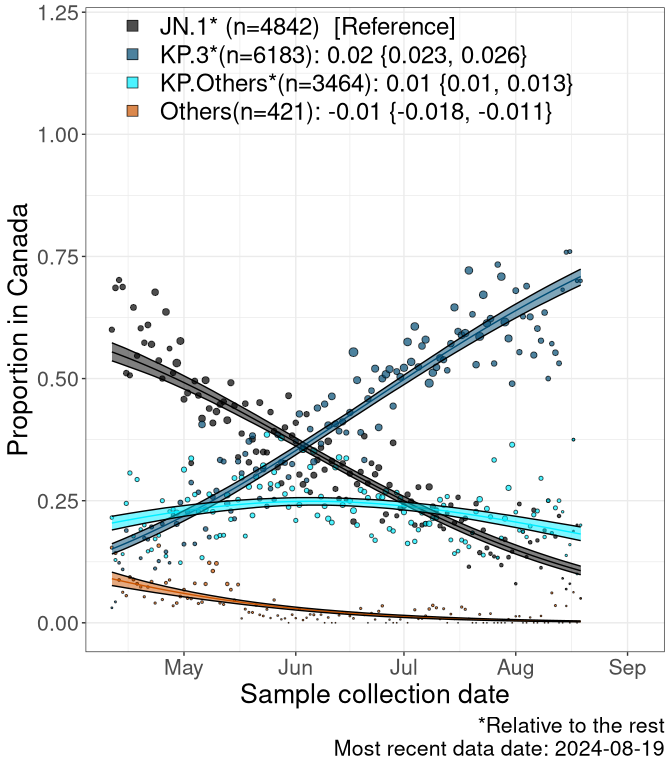 1.25
JN.1* (n=4842)  [Reference]
KP.3*(n=6183): 0.02 {0.023, 0.026}
KP.Others*(n=3464): 0.01 {0.01, 0.013}
Others(n=421): -0.01 {-0.018, -0.011}
1.00
0.75
0.50
0.25
0.00
Proportion in Canada
May Jun Jul Aug Sep
Sample collection date
*Relative to the rest
Most recent data date: 2024-08-19